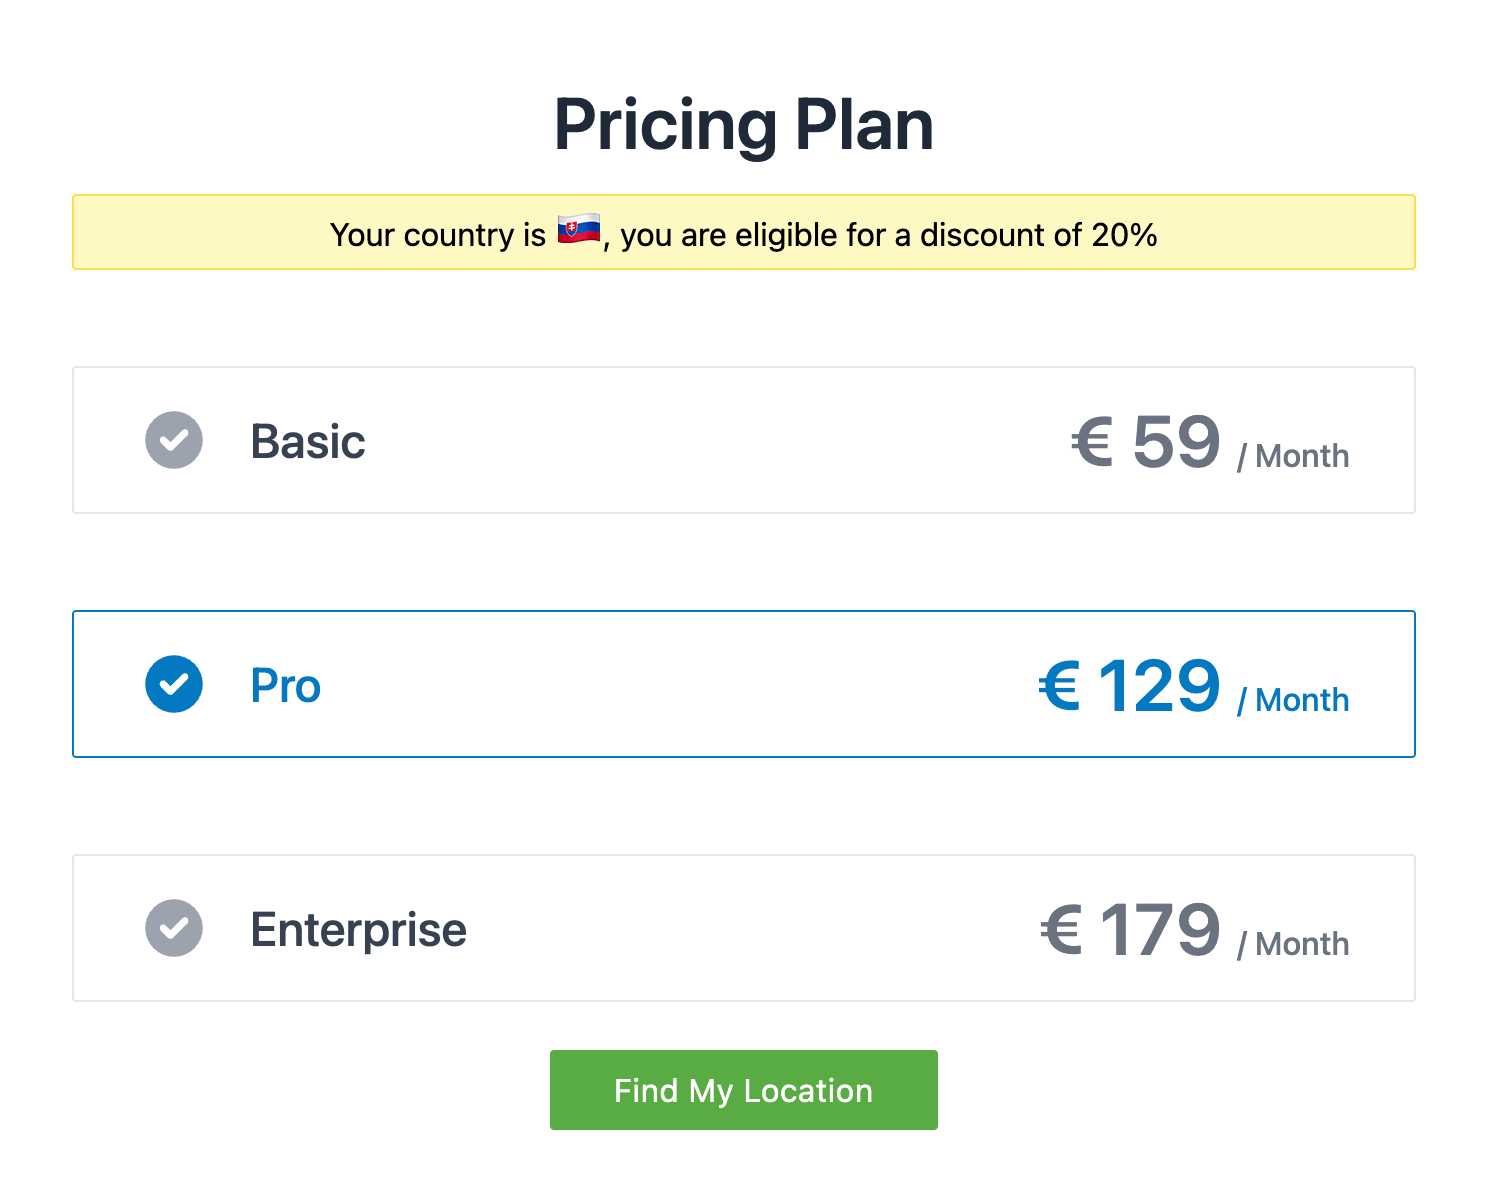 Pricing Plan
Your country is 🇸🇰, you are eligible for a discount of 20%
Basic
€ 59 / Month
Pro
€ 129 / Month
Enterprise
€ 179 / Month
Find My Location